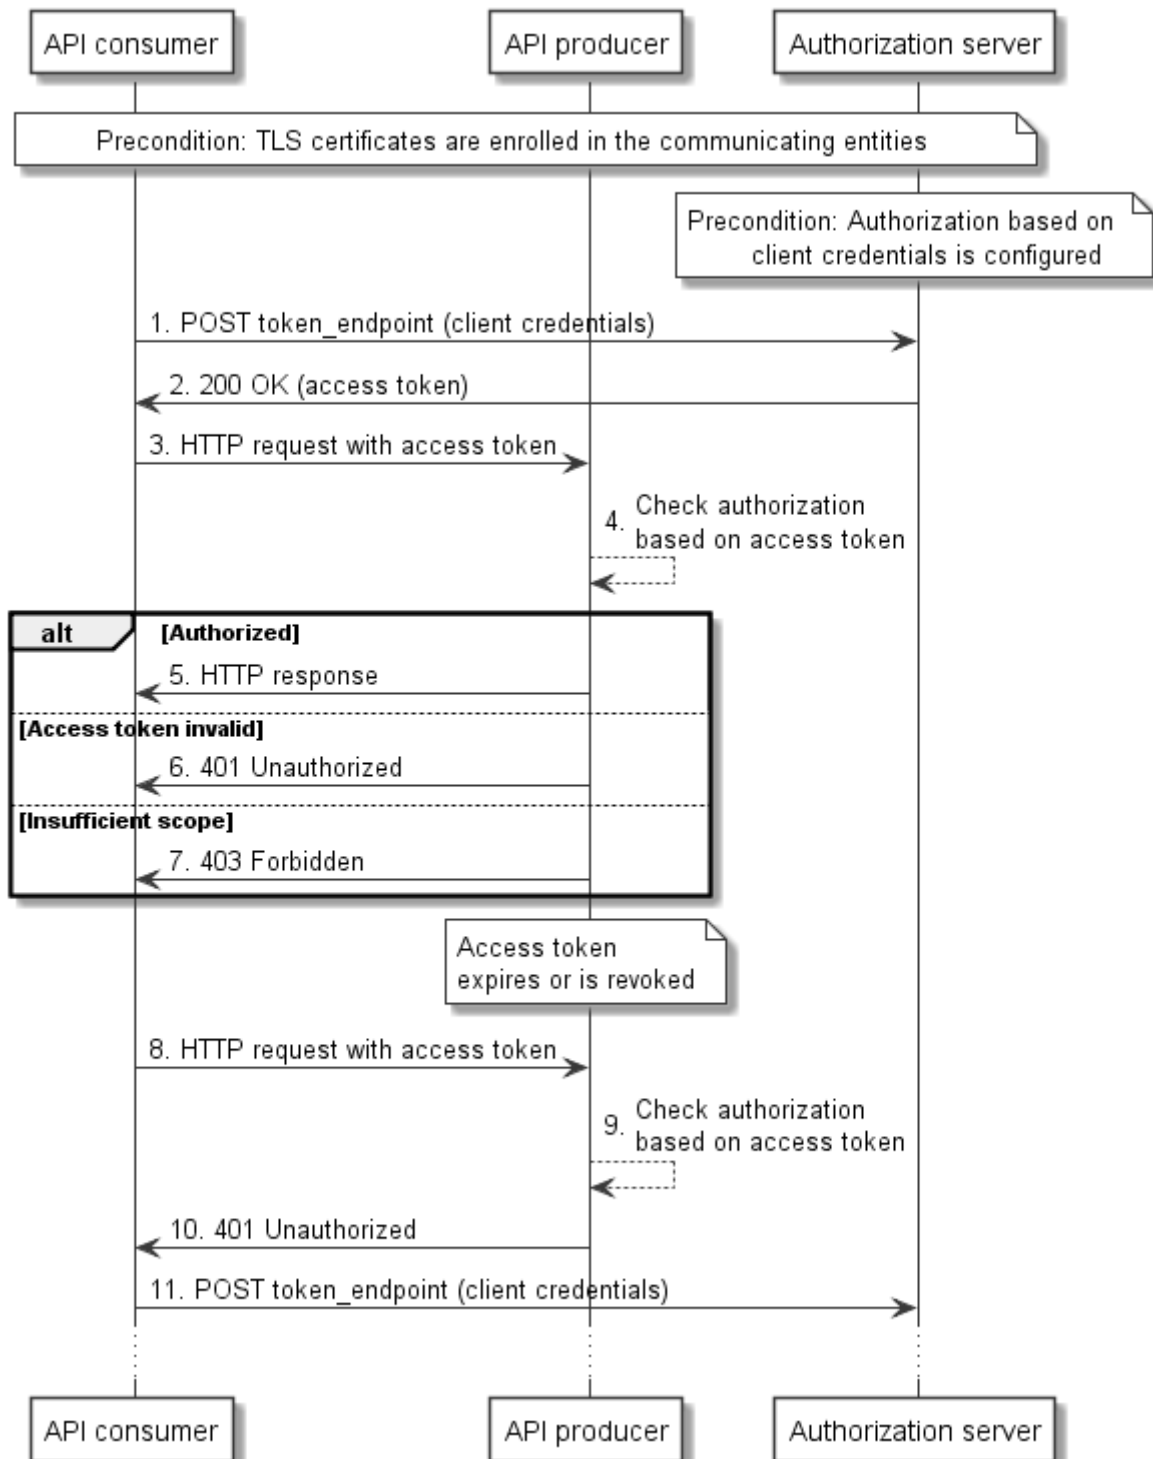 API consumer
API producer
Authorization server
Precondition: TLS certificates are enrolled in the communicating entities
Precondition: Authorization based on
client credentials is configured
1. POST token_endpoint (client credentials)
2. 200 OK (access token)
3. HTTP request with access token
4. Check authorization
based on access token
alt [Authorized]
5. HTTP response
[Access token invalid]
6. 401 Unauthorized
[Insufficient scope]
7. 403 Forbidden
Access token
expires or is revoked
8. HTTP request with access token
9. Check authorization
based on access token
10. 401 Unauthorized
11. POST token_endpoint (client credentials)
API consumer
API producer
Authorization server